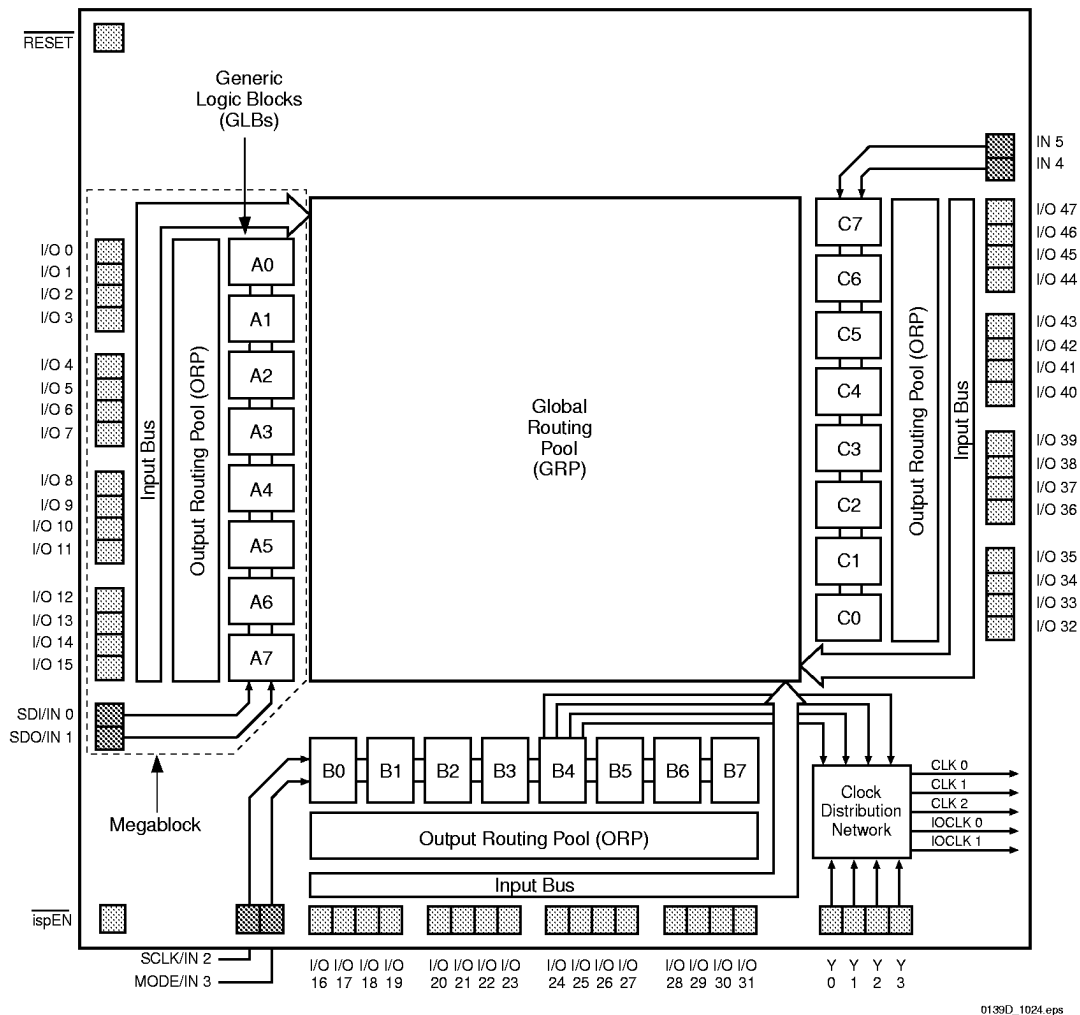 RESET
Generic
Logic Blocks
(GLBs)
IN 5
IN 4
I/O 0
I/O 1
I/O 2
I/O 3
I/O 4
I/O 5
I/O 6
I/O 7
I/O 8
I/O 9
I/O 10
I/O 11
I/O 12
I/O 13
I/O 14
I/O 15
SDI/IN 0
SDO/IN 1
Input Bus
Output Routing Pool (ORP)
A0
A1
A2
A3
A4
A5
A6
A7
Global
Routing
Pool
(GRP)
C7
C6
C5
C4
C3
C2
C1
C0
Output Routing Pool (ORP)
Input Bus
I/O 47
I/O 46
I/O 45
I/O 44
I/O 43
I/O 42
I/O 41
I/O 40
I/O 39
I/O 38
I/O 37
I/O 36
I/O 35
I/O 34
I/O 33
I/O 32
Megablock
B0 B1 B2 B3 B4 B5 B6 B7
Output Routing Pool (ORP)
Input Bus
Clock
Distribution
Network
CLK 0
CLK 1
CLK 2
IOCLK 0
IOCLK 1
ispEN
SCLK/IN 2
MODE/IN 3
I/O I/O I/O I/O I/O I/O I/O I/O I/O I/O I/O I/O I/O I/O I/O I/O Y Y Y Y
16 17 18 19 20 21 22 23 24 25 26 27 28 29 30 31 0 1 2 3
0139D_1024.eps